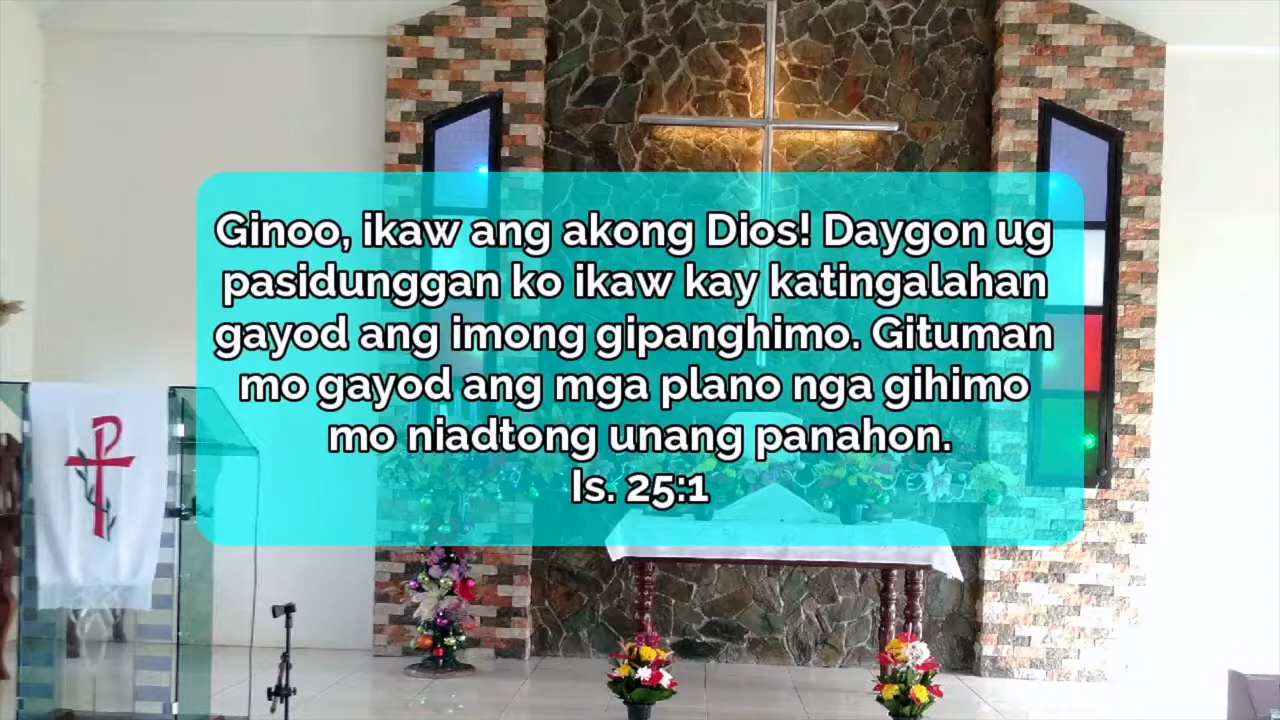 Ginoo, ikaw ang akong Dios! Daygon ug
pasidunggan ko ikaw kay katingalahan
gayod ang imong gipanghimo. Gituman
mo gayod ang mga plano nga gihimo
mo niadtong unang panahon.
Is. 25:1